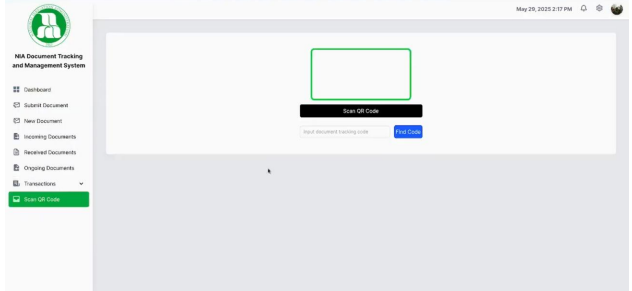 May 29, 2025 2:17 PM
NIA Document Tracking
and Management System
Dashboard
Submit Document
New Document
Incoming Documents
Received Documents
Ongoing Documents
Transactions
Scan QR Code
Scan QR Code
Input document tracking code
Find Code